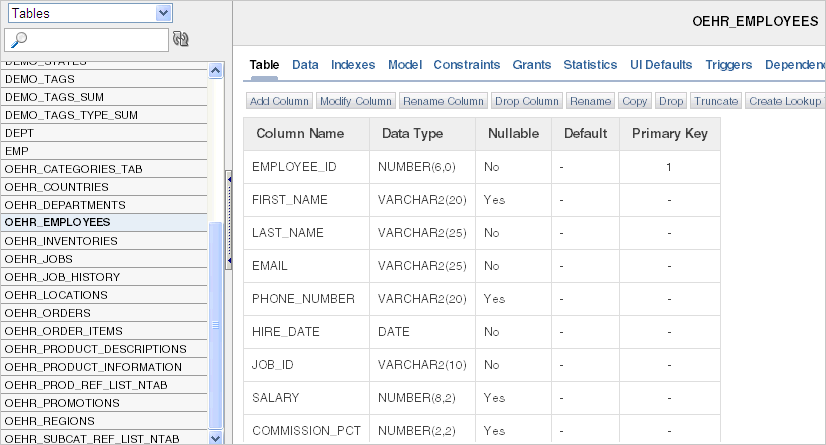 Tables
DEMO_STATES
DEMO_TAGS
DEMO_TAGS_SUM
DEMO_TAGS_TYPE_SUM
DEPT
EMP
OEHR_CATEGORIES_TAB
OEHR_COUNTRIES
OEHR_DEPARTMENTS
OEHR_EMPLOYEES
OEHR_INVENTORIES
OEHR_JOBS
OEHR_JOB_HISTORY
OEHR_LOCATIONS
OEHR_ORDERS
OEHR_ORDER_ITEMS
OEHR_PRODUCT_DESCRIPTIONS
OEHR_PRODUCT_INFORMATION
OEHR_PROD_REF_LIST_NTAB
OEHR_PROMOTIONS
OEHR_REGIONS
OEHR_SUBCAT_REF_LIST_NTAB
OEHR_EMPLOYEES
Table Data Indexes Model Constraints Grants Statistics UI Defaults Triggers Dependenc
Add Column Modify Column Rename Column Drop Column Rename Copy Drop Truncate Create Lookup
Column Name Data Type Nullable Default Primary Key
EMPLOYEE_ID NUMBER(6,0) No - 1
FIRST_NAME VARCHAR2(20) Yes - -
LAST_NAME VARCHAR2(25) No - -
EMAIL VARCHAR2(25) No - -
PHONE_NUMBER VARCHAR2(20) Yes - -
HIRE_DATE DATE No - -
JOB_ID VARCHAR2(10) No - -
SALARY NUMBER(8,2) Yes - -
COMMISSION_PCT NUMBER(2,2) Yes - -